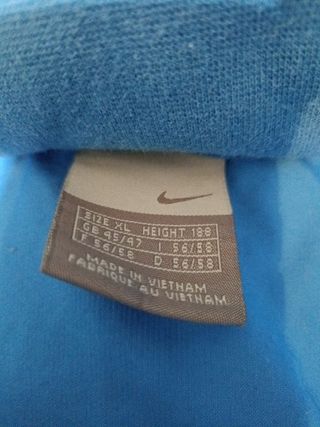 SIZE XL HEIGHT 188
GB 45/47 I 56/58
F 56/58 D 56/58
MADE IN VIETNAM
FABRIQUE AU VIETNAM